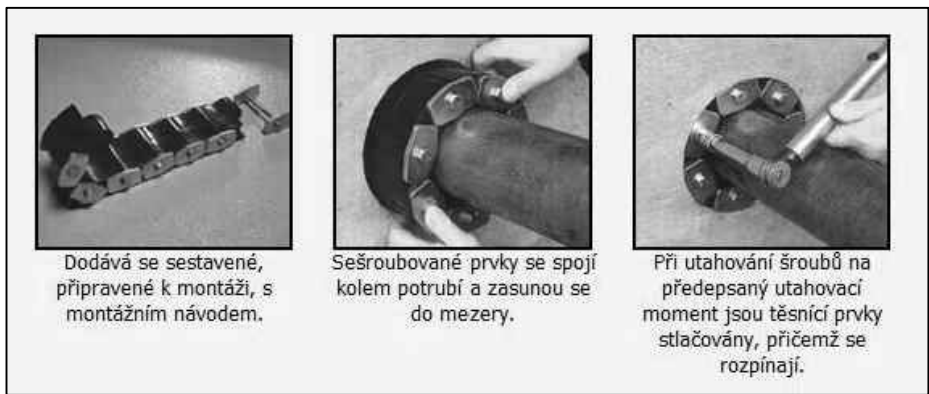 Dodává se sestavené,
připravené k montáži, s
montážním návodem.
Sešroubované prvky se spojí
kolem potrubí a zasunou se
do mezery.
Při utahování šroubů na
předepsaný utahovací
moment jsou těsnící prvky
stlačovány, přičemž se
rozpínají.